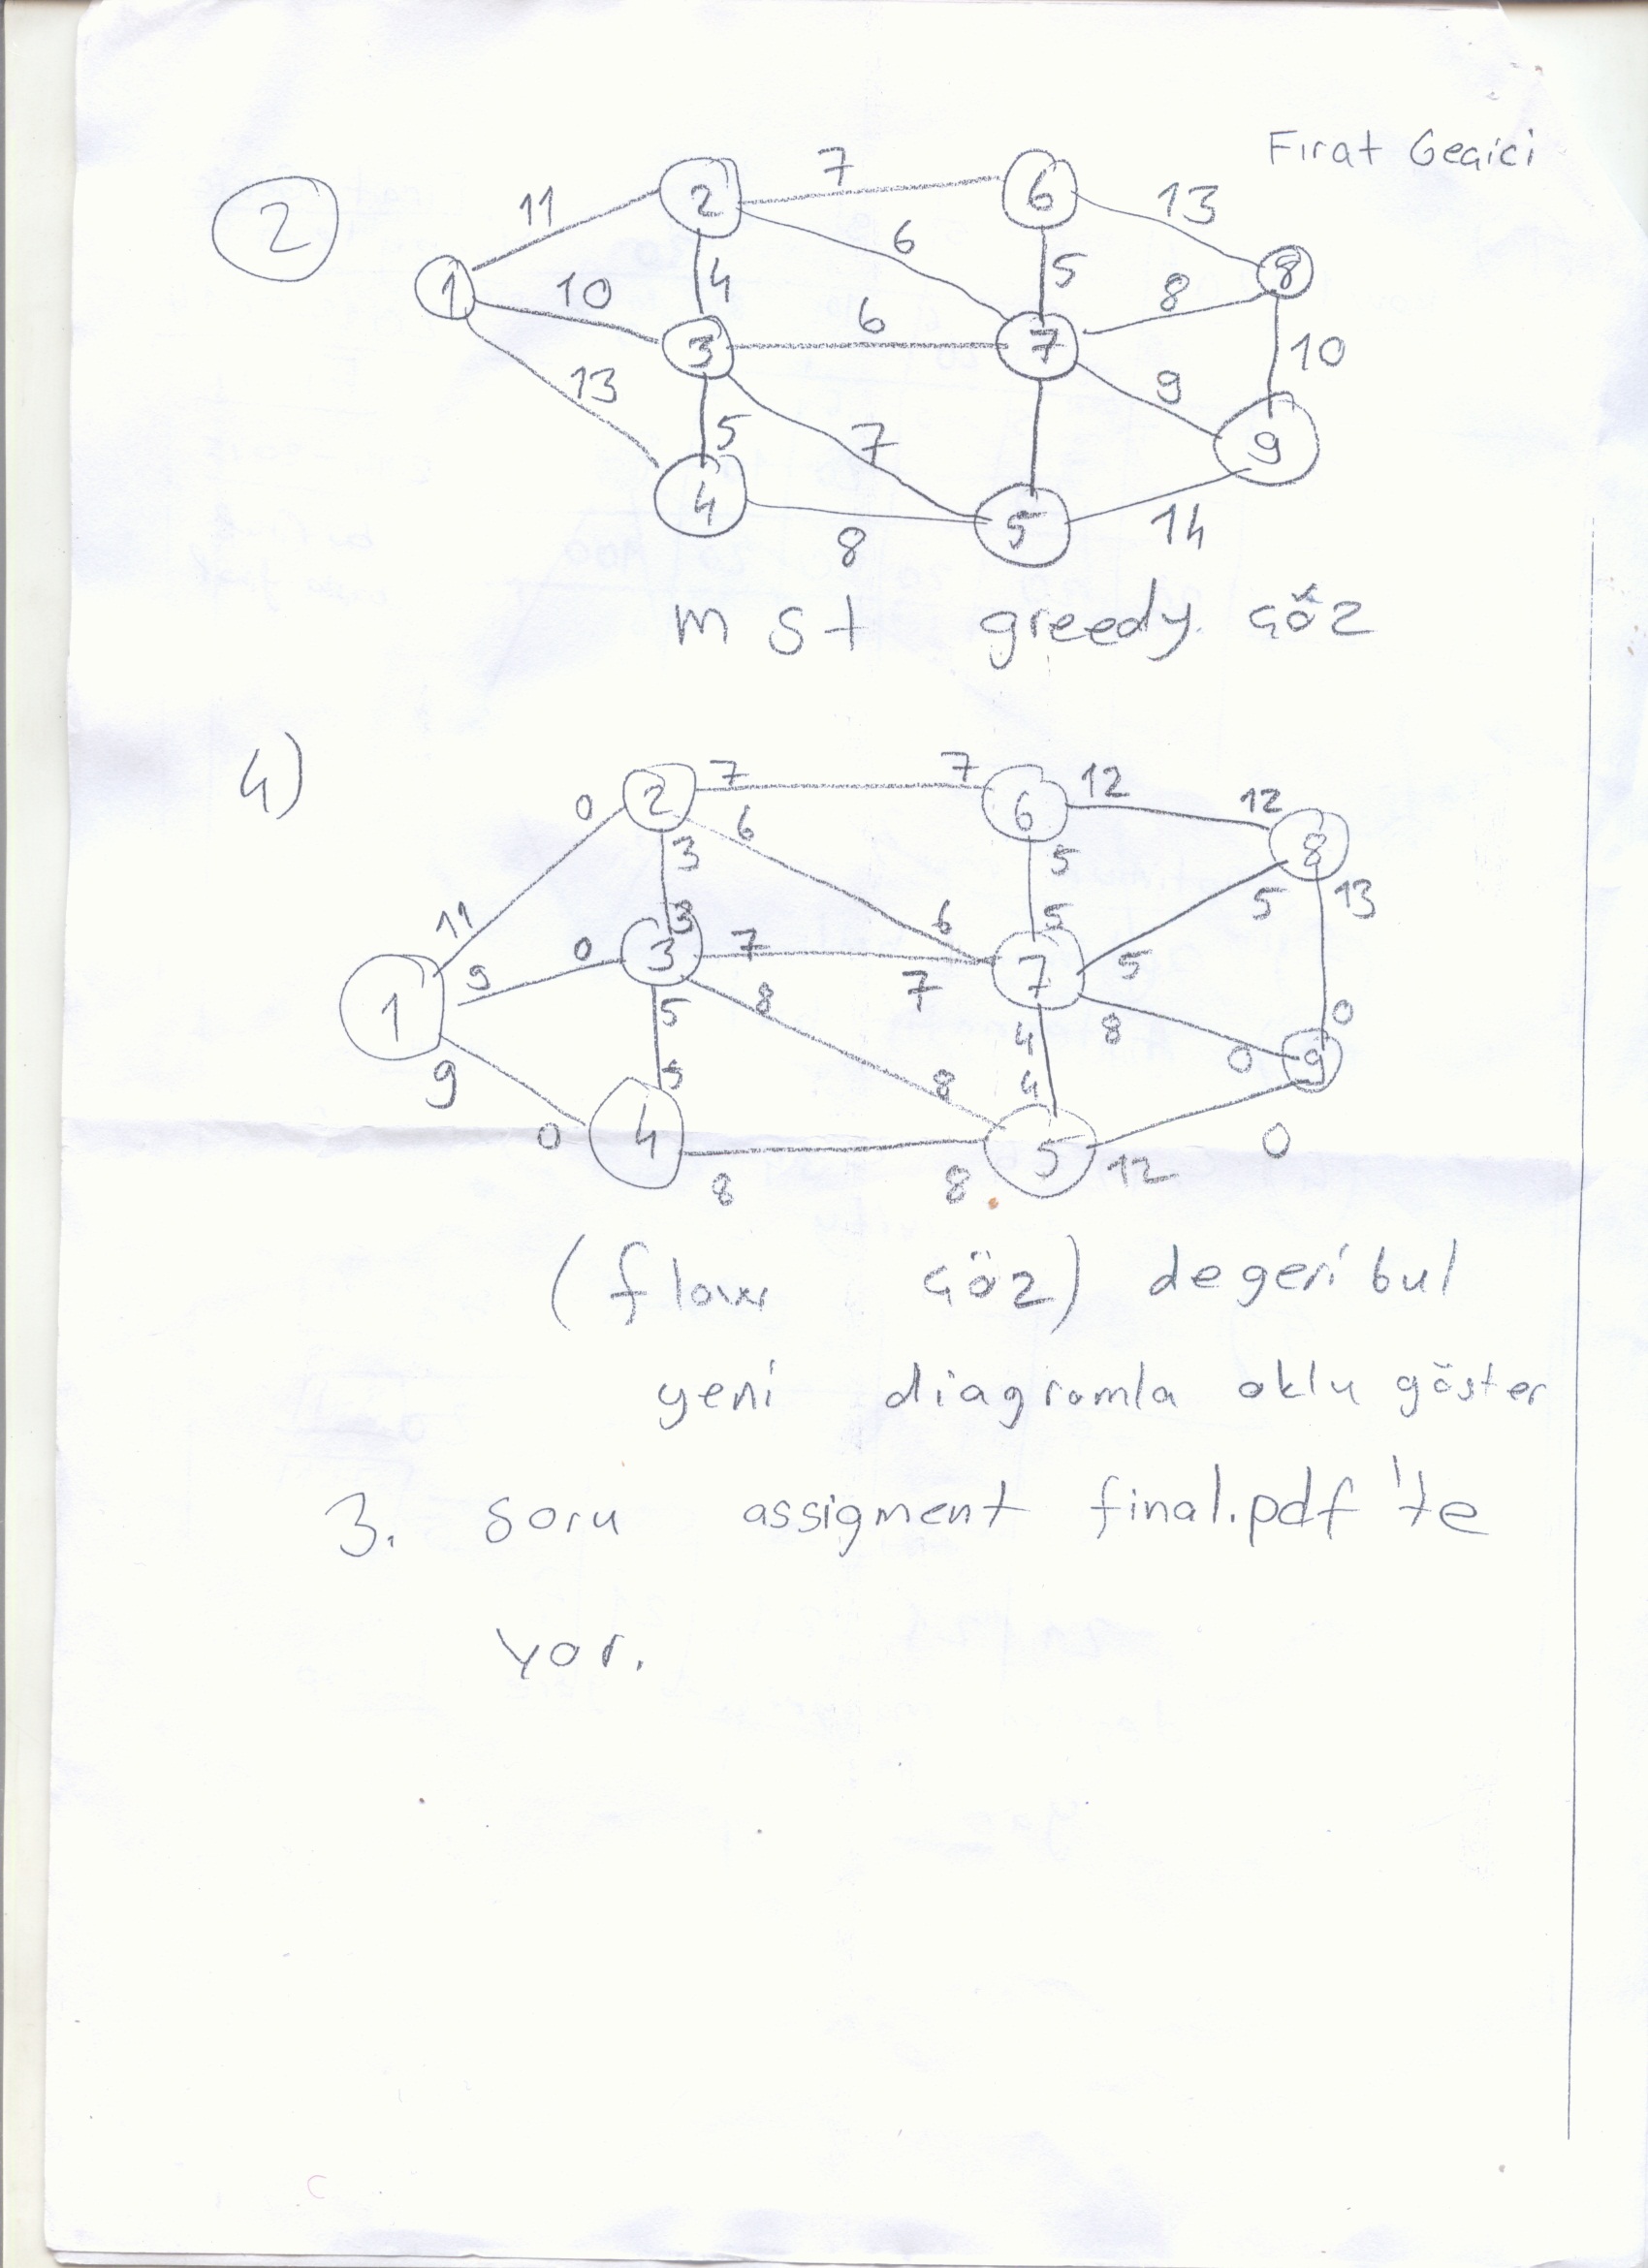 Fırat Geçici
2
11 2 7 6 13
1 10 4 6 5 8 8
13 3 6 7 9 10
5 7 9
4 8 5 14
mst greedy çöz
4)
0 2 7 7 6 12 12 8
11 3 6 5 5 13
1 9 0 3 3 7 7 6 5 7 5
9 5 8 8 4 8 0 0 9
0 4 5 8 4 5 12 0
8 8
(flow çöz) degeri bul
yeni diagramla oklu göster
3. soru assigment final.pdf'te
var.